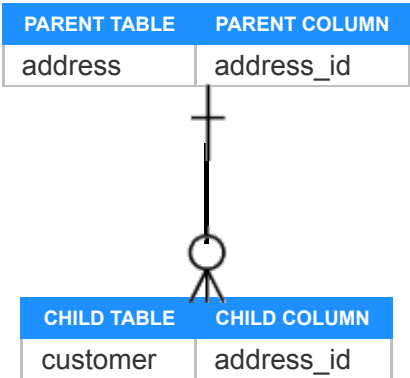 PARENT TABLE PARENT COLUMN
address address_id
CHILD TABLE CHILD COLUMN
customer address_id